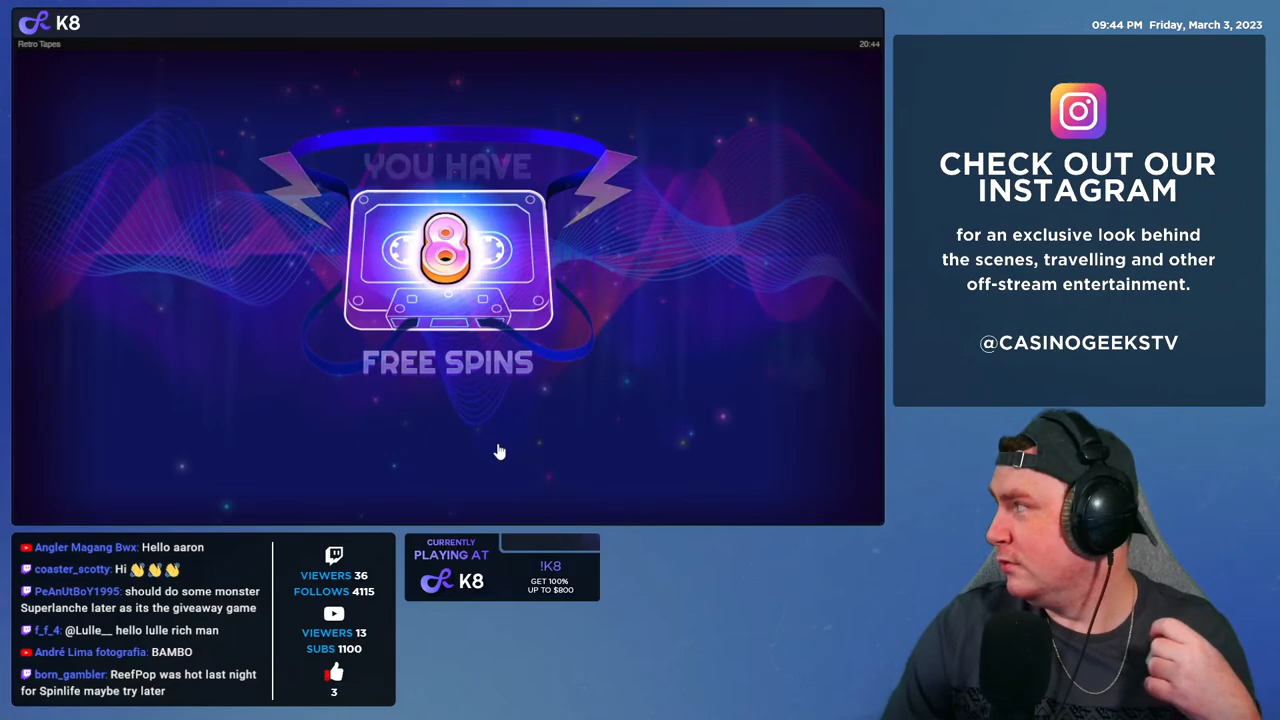 K8
09:44 PM Friday, March 3, 2023
Retro Tapes
20:44
YOU HAVE
8
FREE SPINS
CHECK OUT OUR
INSTAGRAM
for an exclusive look behind
the scenes, travelling and other
off-stream entertainment.
@CASINOGEEKSTV
Angler Magang Bwx: Hello aaron
coaster_scotty: Hi 👋👋👋
PeAnUtBoY1995: should do some monster
Superlanche later as its the giveaway game
f_f_4: @Lulle__ hello lulle rich man
André Lima fotografia: BAMBO
born_gambler: ReefPop was hot last night
for Spinlife maybe try later
VIEWERS 36
FOLLOWS 4115
VIEWERS 13
SUBS 1100
3
CURRENTLY
PLAYING AT
K8
!K8
GET 100%
UP TO $800